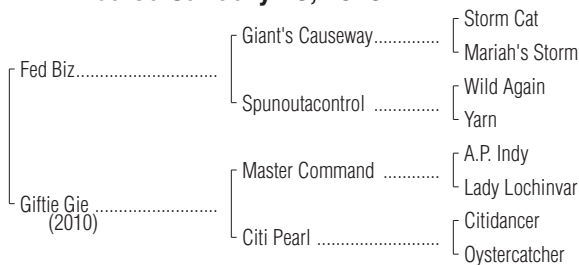 Storm Cat
Giant's Causeway..............
Mariah's Storm
Fed Biz..............................
Wild Again
Spunoutacontrol ..............
Yarn
A.P. Indy
Master Command ............
Lady Lochinvar
Giftie Gie ..........................
(2010)
Citidancer
Citi Pearl ..........................
Oystercatcher